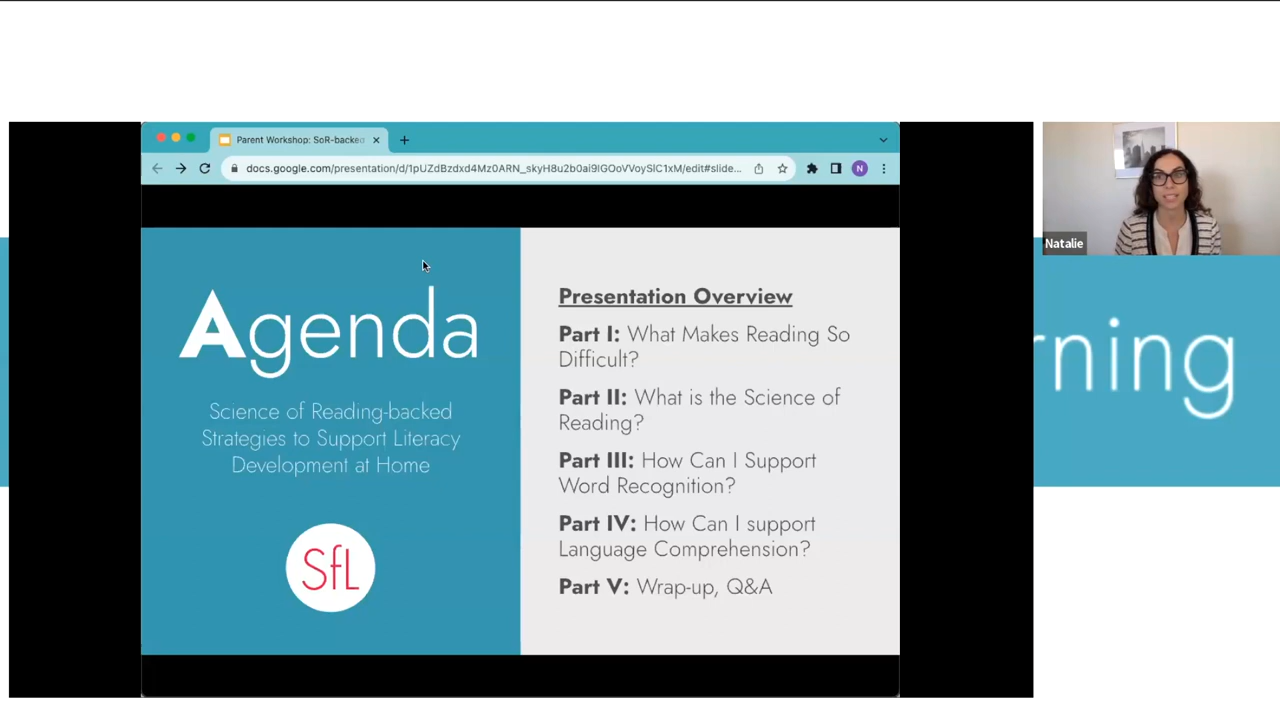 Parent Workshop: SoR-backed
docs.google.com/presentation/d/1pUZdBzdxd4Mz0ARN_skyH8u2b0ai9IGOoVVoySlC1xM/edit#slide...
N
Natalie
Agenda
Science of Reading-backed
Strategies to Support Literacy
Development at Home
SfL
Presentation Overview
Part I: What Makes Reading So
Difficult?
Part II: What is the Science of
Reading?
Part III: How Can I Support
Word Recognition?
Part IV: How Can I support
Language Comprehension?
Part V: Wrap-up, Q&A
rning